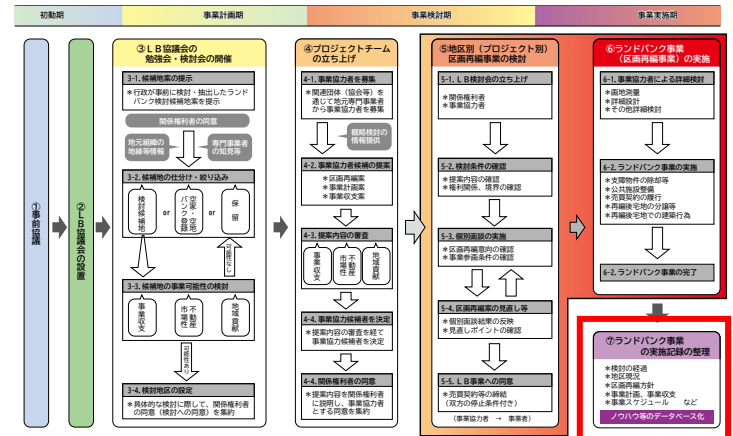 初動期
事業計画期
事業検討期
事業実施期
①事前協議
②LB協議会の設置
③LB協議会の
勉強会・検討会の開催
3-1. 候補地案の提示
＊行政が事前に検討・抽出したランド
バンク検討候補地案を提示
関係権利者の同意
地元組織の
地縁等情報
専門事業者
の知見等
3-2. 候補地の仕分け・絞り込み
検討候補地
or
空家・空地
バンク登録
or
保留
可能性なし
3-3. 候補地の事業可能性の検討
事業収支
不動産
市場性
地域貢献
可能性あり
3-4. 検討地区の設定
＊具体的な検討に際して、関係権利者
の同意（検討への同意）を集約
④プロジェクトチーム
の立ち上げ
4-1. 事業協力者を募集
＊関連団体（協会等）を
通じて地元専門事業者
から事業協力者を募集
概略検討の
情報提供
4-2. 事業協力者候補の提案
＊区画再編案
＊事業計画案
＊事業収支案
4-3. 提案内容の審査
事業収支
不動産
市場性
地域貢献
4-4. 事業協力候補者を決定
＊提案内容の審査を経て
事業協力候補者を決定
4-4. 関係権利者の同意
＊提案内容を関係権利者
に説明し、事業協力者
とする同意を集約
⑤地区別（プロジェクト別）
区画再編事業の検討
5-1. LB検討会の立ち上げ
＊関係権利者
＊事業協力者
5-2. 検討条件の確認
＊提案内容の確認
＊権利関係、境界の確認
5-3. 個別面談の実施
＊区画再編意向の確認
＊事業参画条件の確認
5-4. 区画再編案の見直し等
＊個別面談結果の反映
＊見直しポイントの確認
5-5. LB事業への同意
＊売買契約等の締結
（双方の停止条件付き）
（事業協力者 → 事業者）
⑥ランドバンク事業
（区画再編事業）の実施
6-1. 事業協力者による詳細検討
＊画地測量
＊詳細設計
＊その他詳細検討
6-2. ランドバンク事業の実施
＊支障物件の除却等
＊公共施設整備
＊売買契約の履行
＊再編後宅地の分譲等
＊再編後宅地での建築行為
6-2. ランドバンク事業の完了
⑦ランドバンク事業
の実施記録の整理
＊検討の経過
＊地区現況
＊区画再編方針
＊事業計画、事業収支
＊事業スケジュール など
ノウハウ等のデータベース化